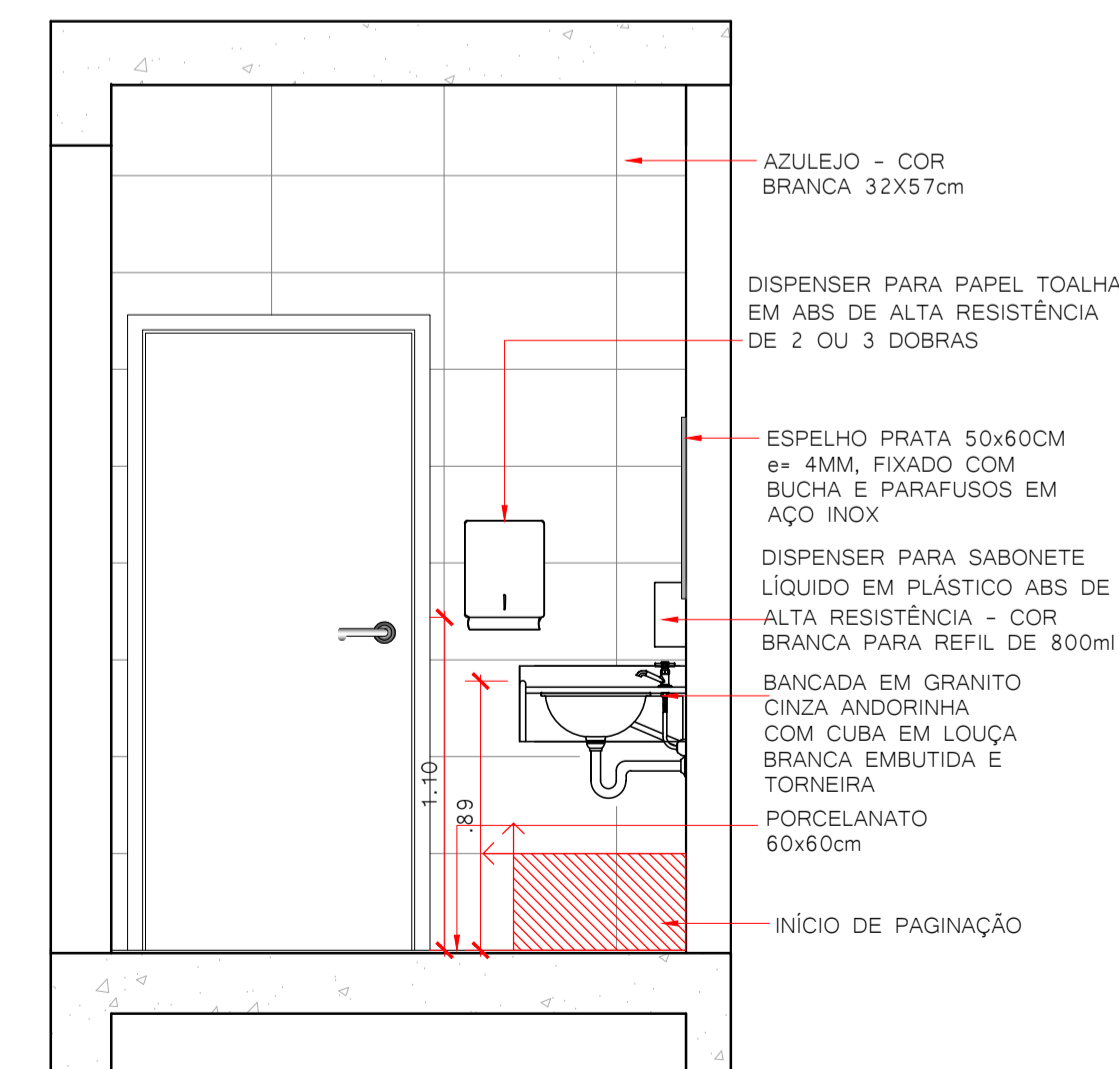 AZULEJO - COR
BRANCA 32X57cm
DISPENSER PARA PAPEL TOALHA
EM ABS DE ALTA RESISTÊNCIA
DE 2 OU 3 DOBRAS
ESPELHO PRATA 50x60CM
e= 4MM, FIXADO COM
BUCHA E PARAFUSOS EM
AÇO INOX
DISPENSER PARA SABONETE
LÍQUIDO EM PLÁSTICO ABS DE
ALTA RESISTÊNCIA - COR
BRANCA PARA REFIL DE 800ml
BANCADA EM GRANITO
CINZA ANDORINHA
COM CUBA EM LOUÇA
BRANCA EMBUTIDA E
TORNEIRA
PORCELANATO
60x60cm
INÍCIO DE PAGINAÇÃO
1.10
.89